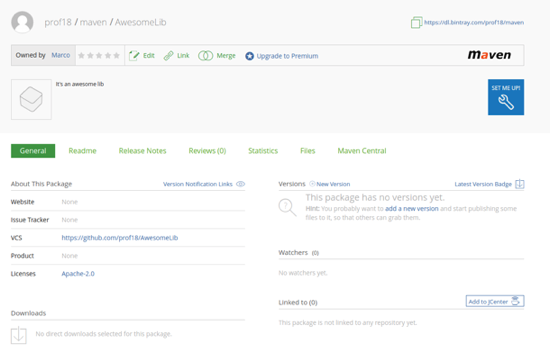 prof18 / maven / AwesomeLib
https://dl.bintray.com/prof18/maven
Owned by Marco
Edit
Link
Merge
Upgrade to Premium
maven
It's an awesome lib
SET ME UP!
General
Readme
Release Notes
Reviews (0)
Statistics
Files
Maven Central
About This Package
Version Notification Links
Website None
Issue Tracker None
VCS https://github.com/prof18/AwesomeLib
Product None
Licenses Apache-2.0
Downloads
No direct downloads selected for this package.
Versions
New Version
Latest Version Badge
This package has no versions yet.
Hint: You probably want to add a new version and start publishing some
files to it, so that others can grab them.
Watchers (0)
No watchers yet.
Linked to (0)
Add to JCenter
This package is not linked to any repository yet.